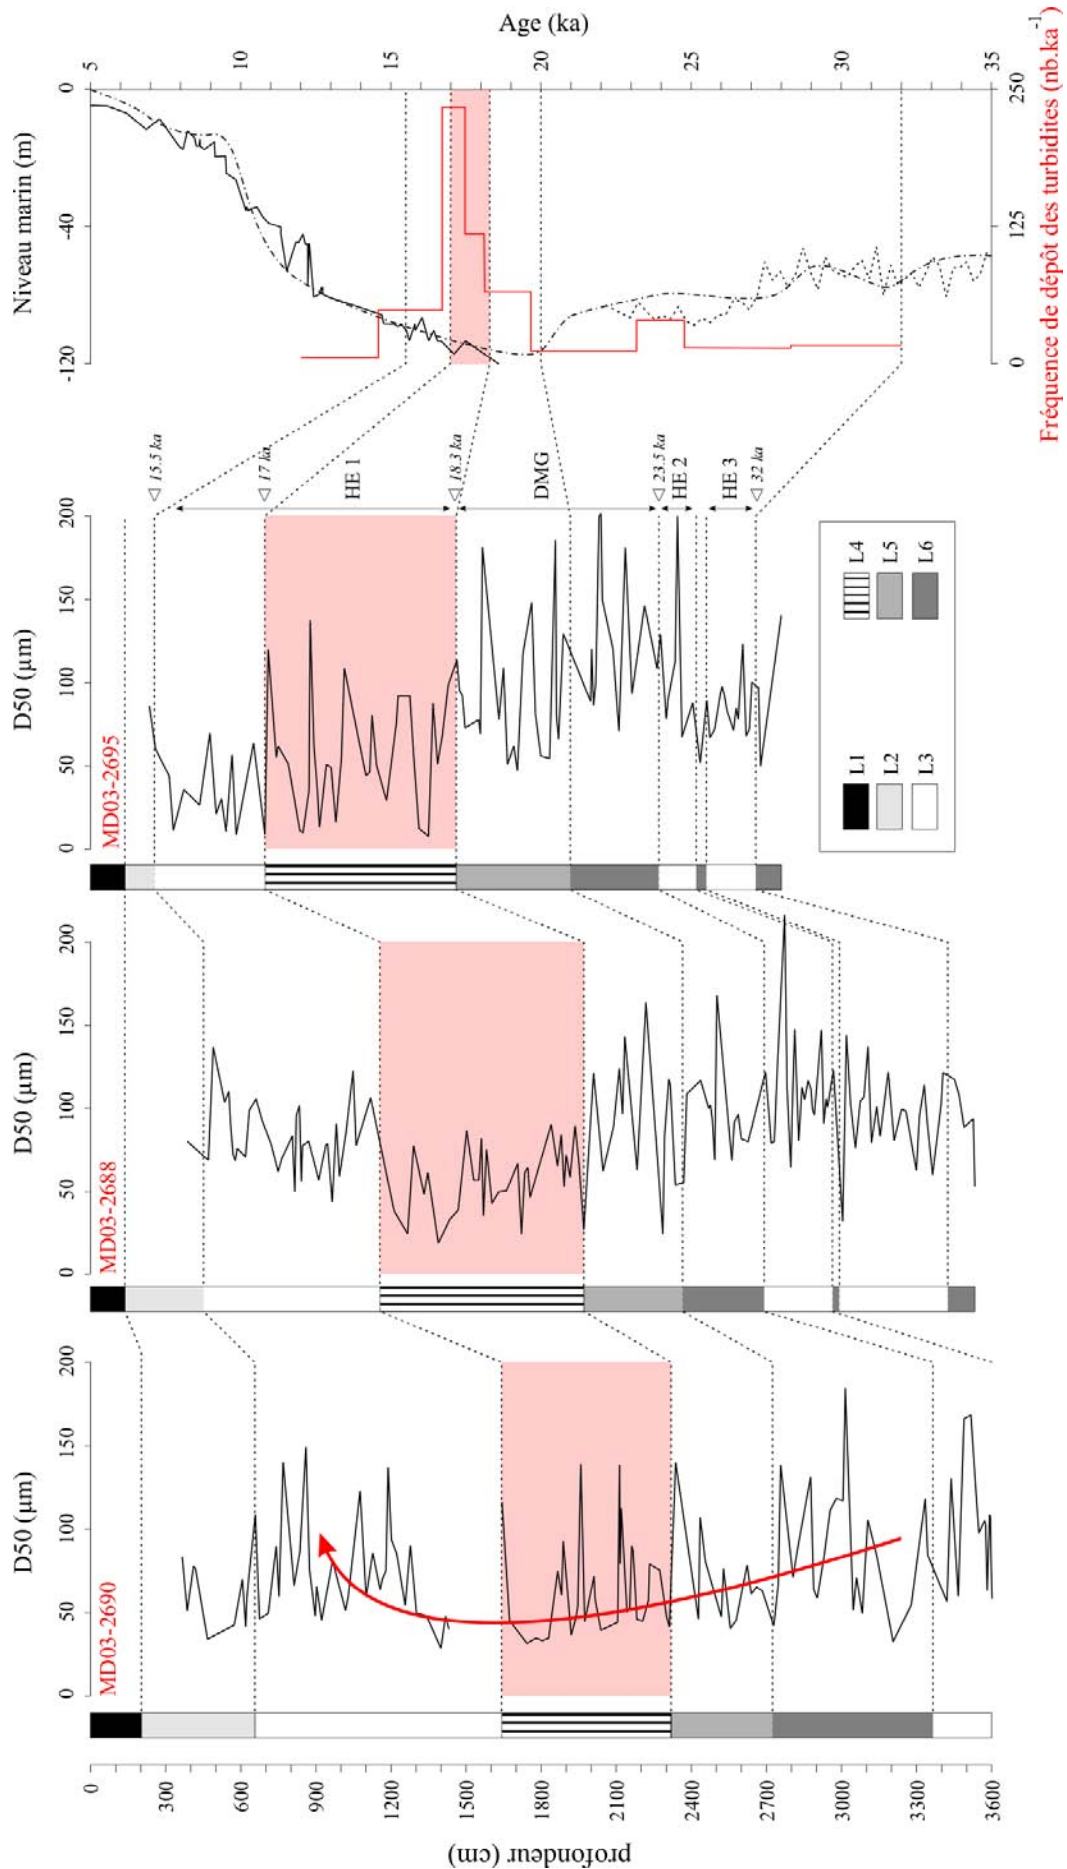 Age (ka)
5
10
15
20
25
30
35
Niveau marin (m)
0
-40
-120
250
125
0
Fréquence de dépôt des turbidites (nb.ka⁻¹)
15.5 ka
17 ka
18.3 ka
23.5 ka
32 ka
HE 1
DMG
HE 2
HE 3
D50 (µm)
0
50
100
150
200
MD03-2695
L1
L2
L3
L4
L5
L6
D50 (µm)
0
50
100
150
200
MD03-2688
D50 (µm)
0
50
100
150
200
MD03-2690
0
300
600
900
1200
1500
1800
2100
2400
2700
3000
3300
3600
profondeur (cm)